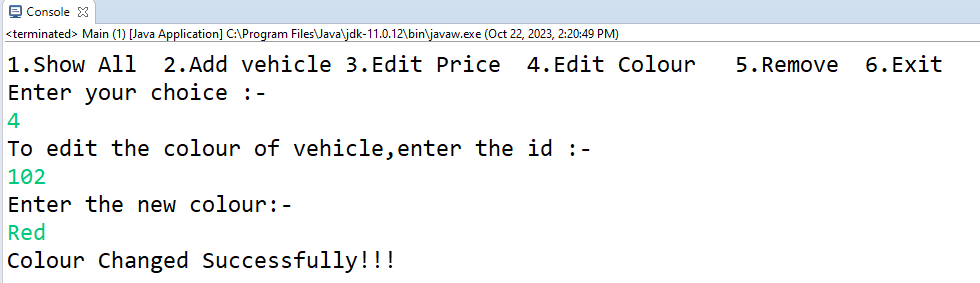 Console
<terminated> Main (1) [Java Application] C:\Program Files\Java\jdk-11.0.12\bin\javaw.exe (Oct 22, 2023, 2:20:49 PM)
1.Show All  2.Add vehicle 3.Edit Price  4.Edit Colour   5.Remove  6.Exit
Enter your choice :-
4
To edit the colour of vehicle,enter the id :-
102
Enter the new colour:-
Red
Colour Changed Successfully!!!